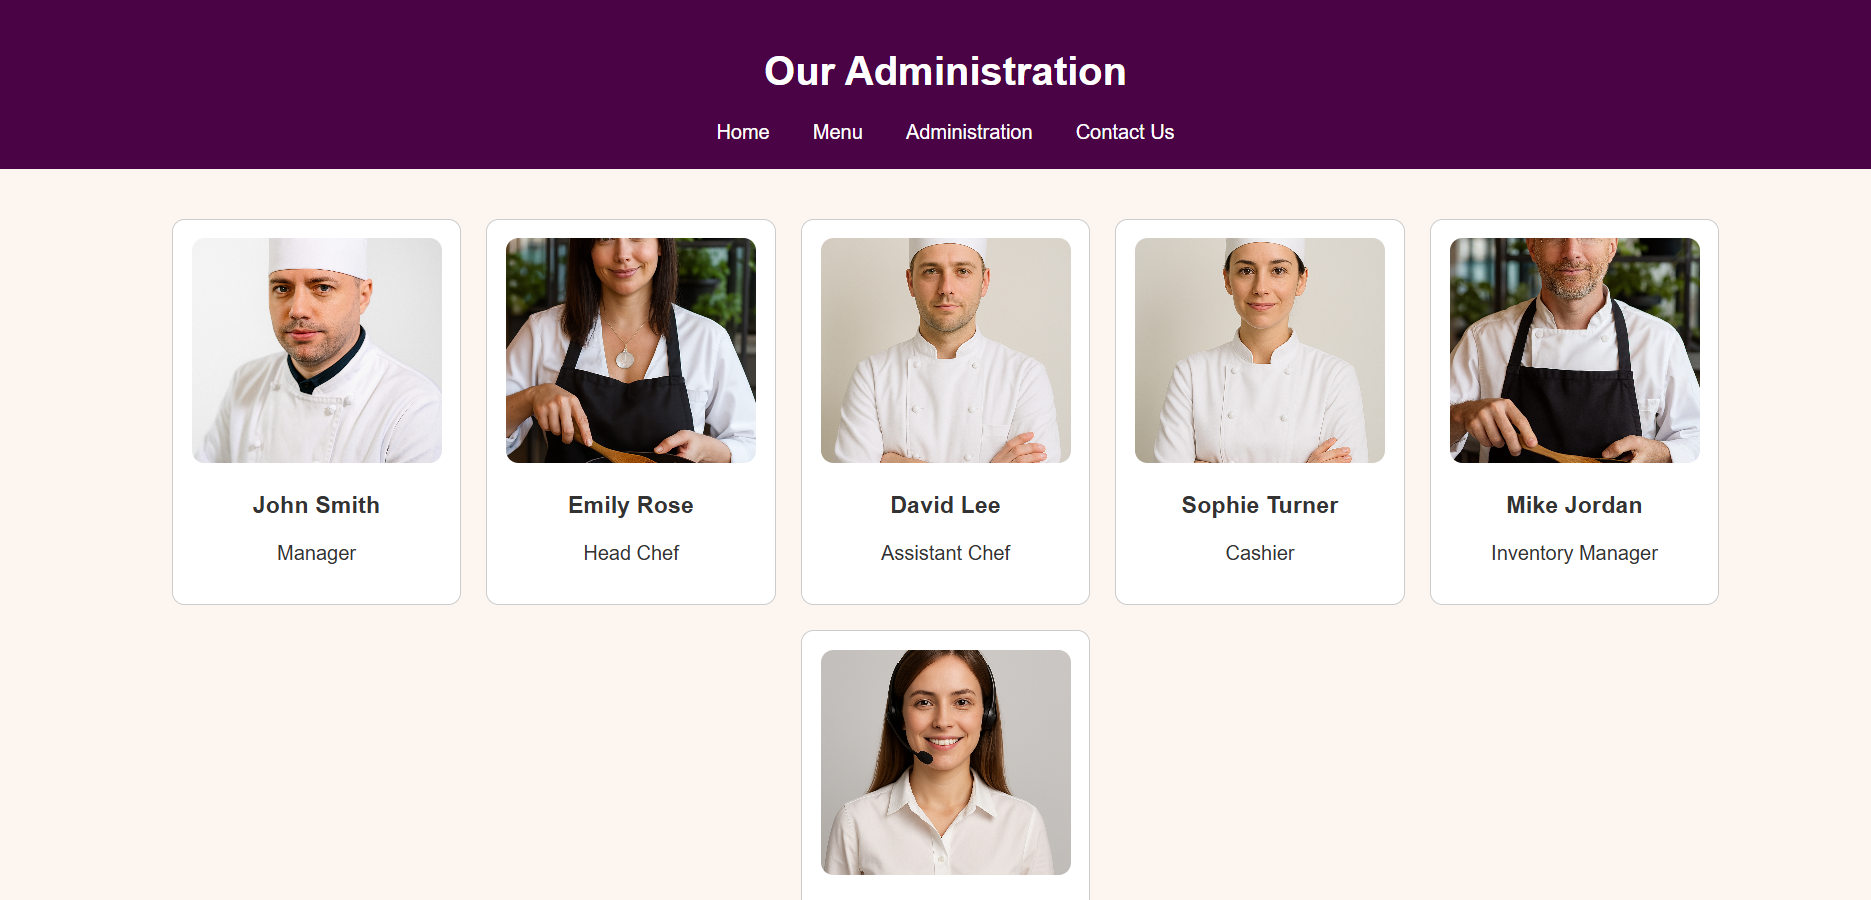 Our Administration
Home Menu Administration Contact Us
John Smith
Manager
Emily Rose
Head Chef
David Lee
Assistant Chef
Sophie Turner
Cashier
Mike Jordan
Inventory Manager